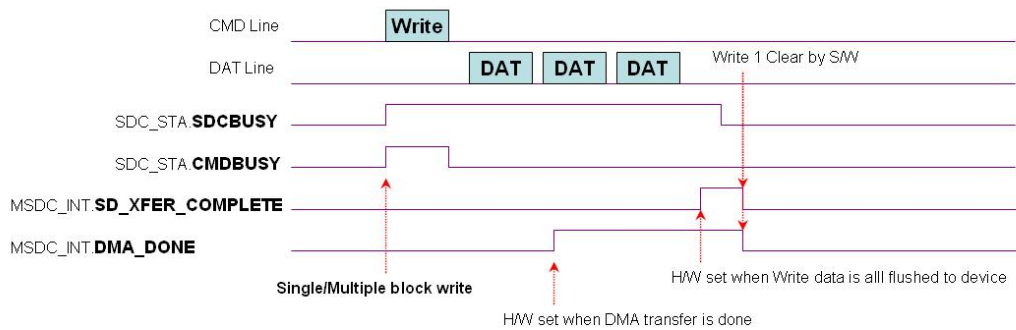 CMD Line
Write
DAT Line
DAT DAT DAT
Write 1 Clear by S/W
SDC_STA.SDCBUSY
SDC_STA.CMDBUSY
MSDC_INT.SD_XFER_COMPLETE
MSDC_INT.DMA_DONE
Single/Multiple block write
H/W set when Write data is alll flushed to device
H/W set when DMA transfer is done